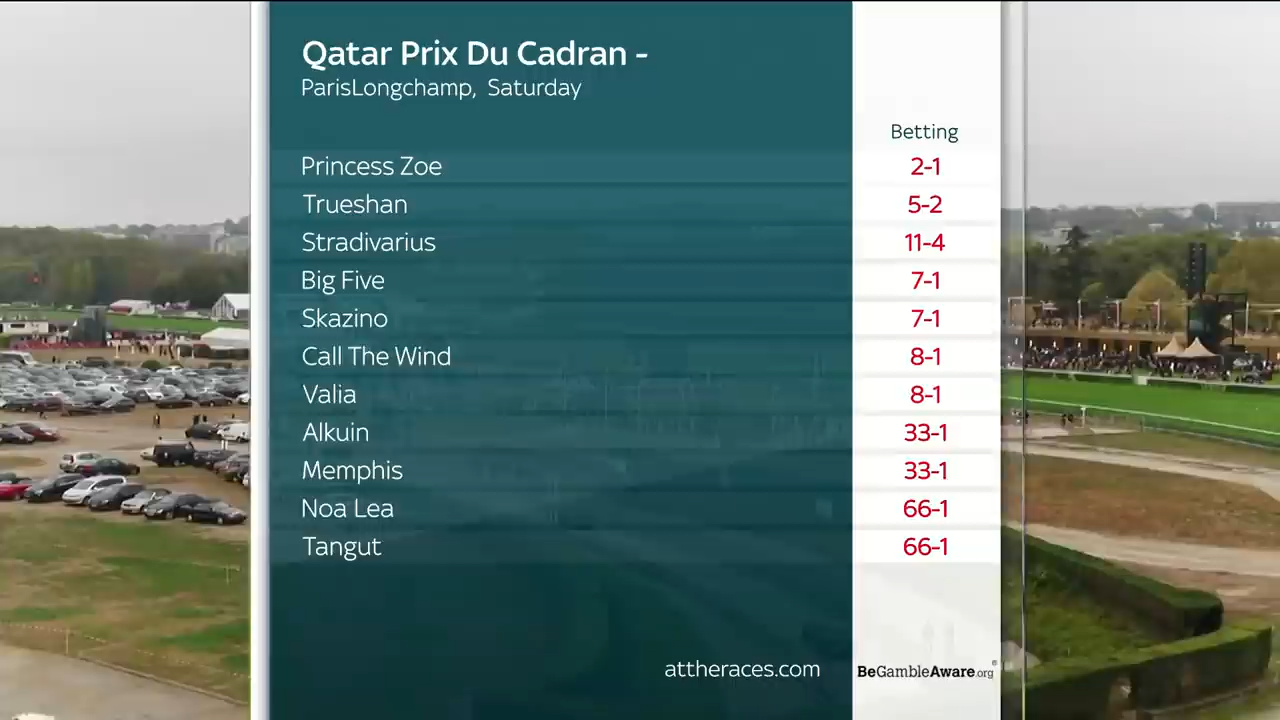 Qatar Prix Du Cadran -
ParisLongchamp, Saturday
Betting
Princess Zoe 2-1
Trueshan 5-2
Stradivarius 11-4
Big Five 7-1
Skazino 7-1
Call The Wind 8-1
Valia 8-1
Alkuin 33-1
Memphis 33-1
Noa Lea 66-1
Tangut 66-1
attheraces.com
BeGambleAware.org®